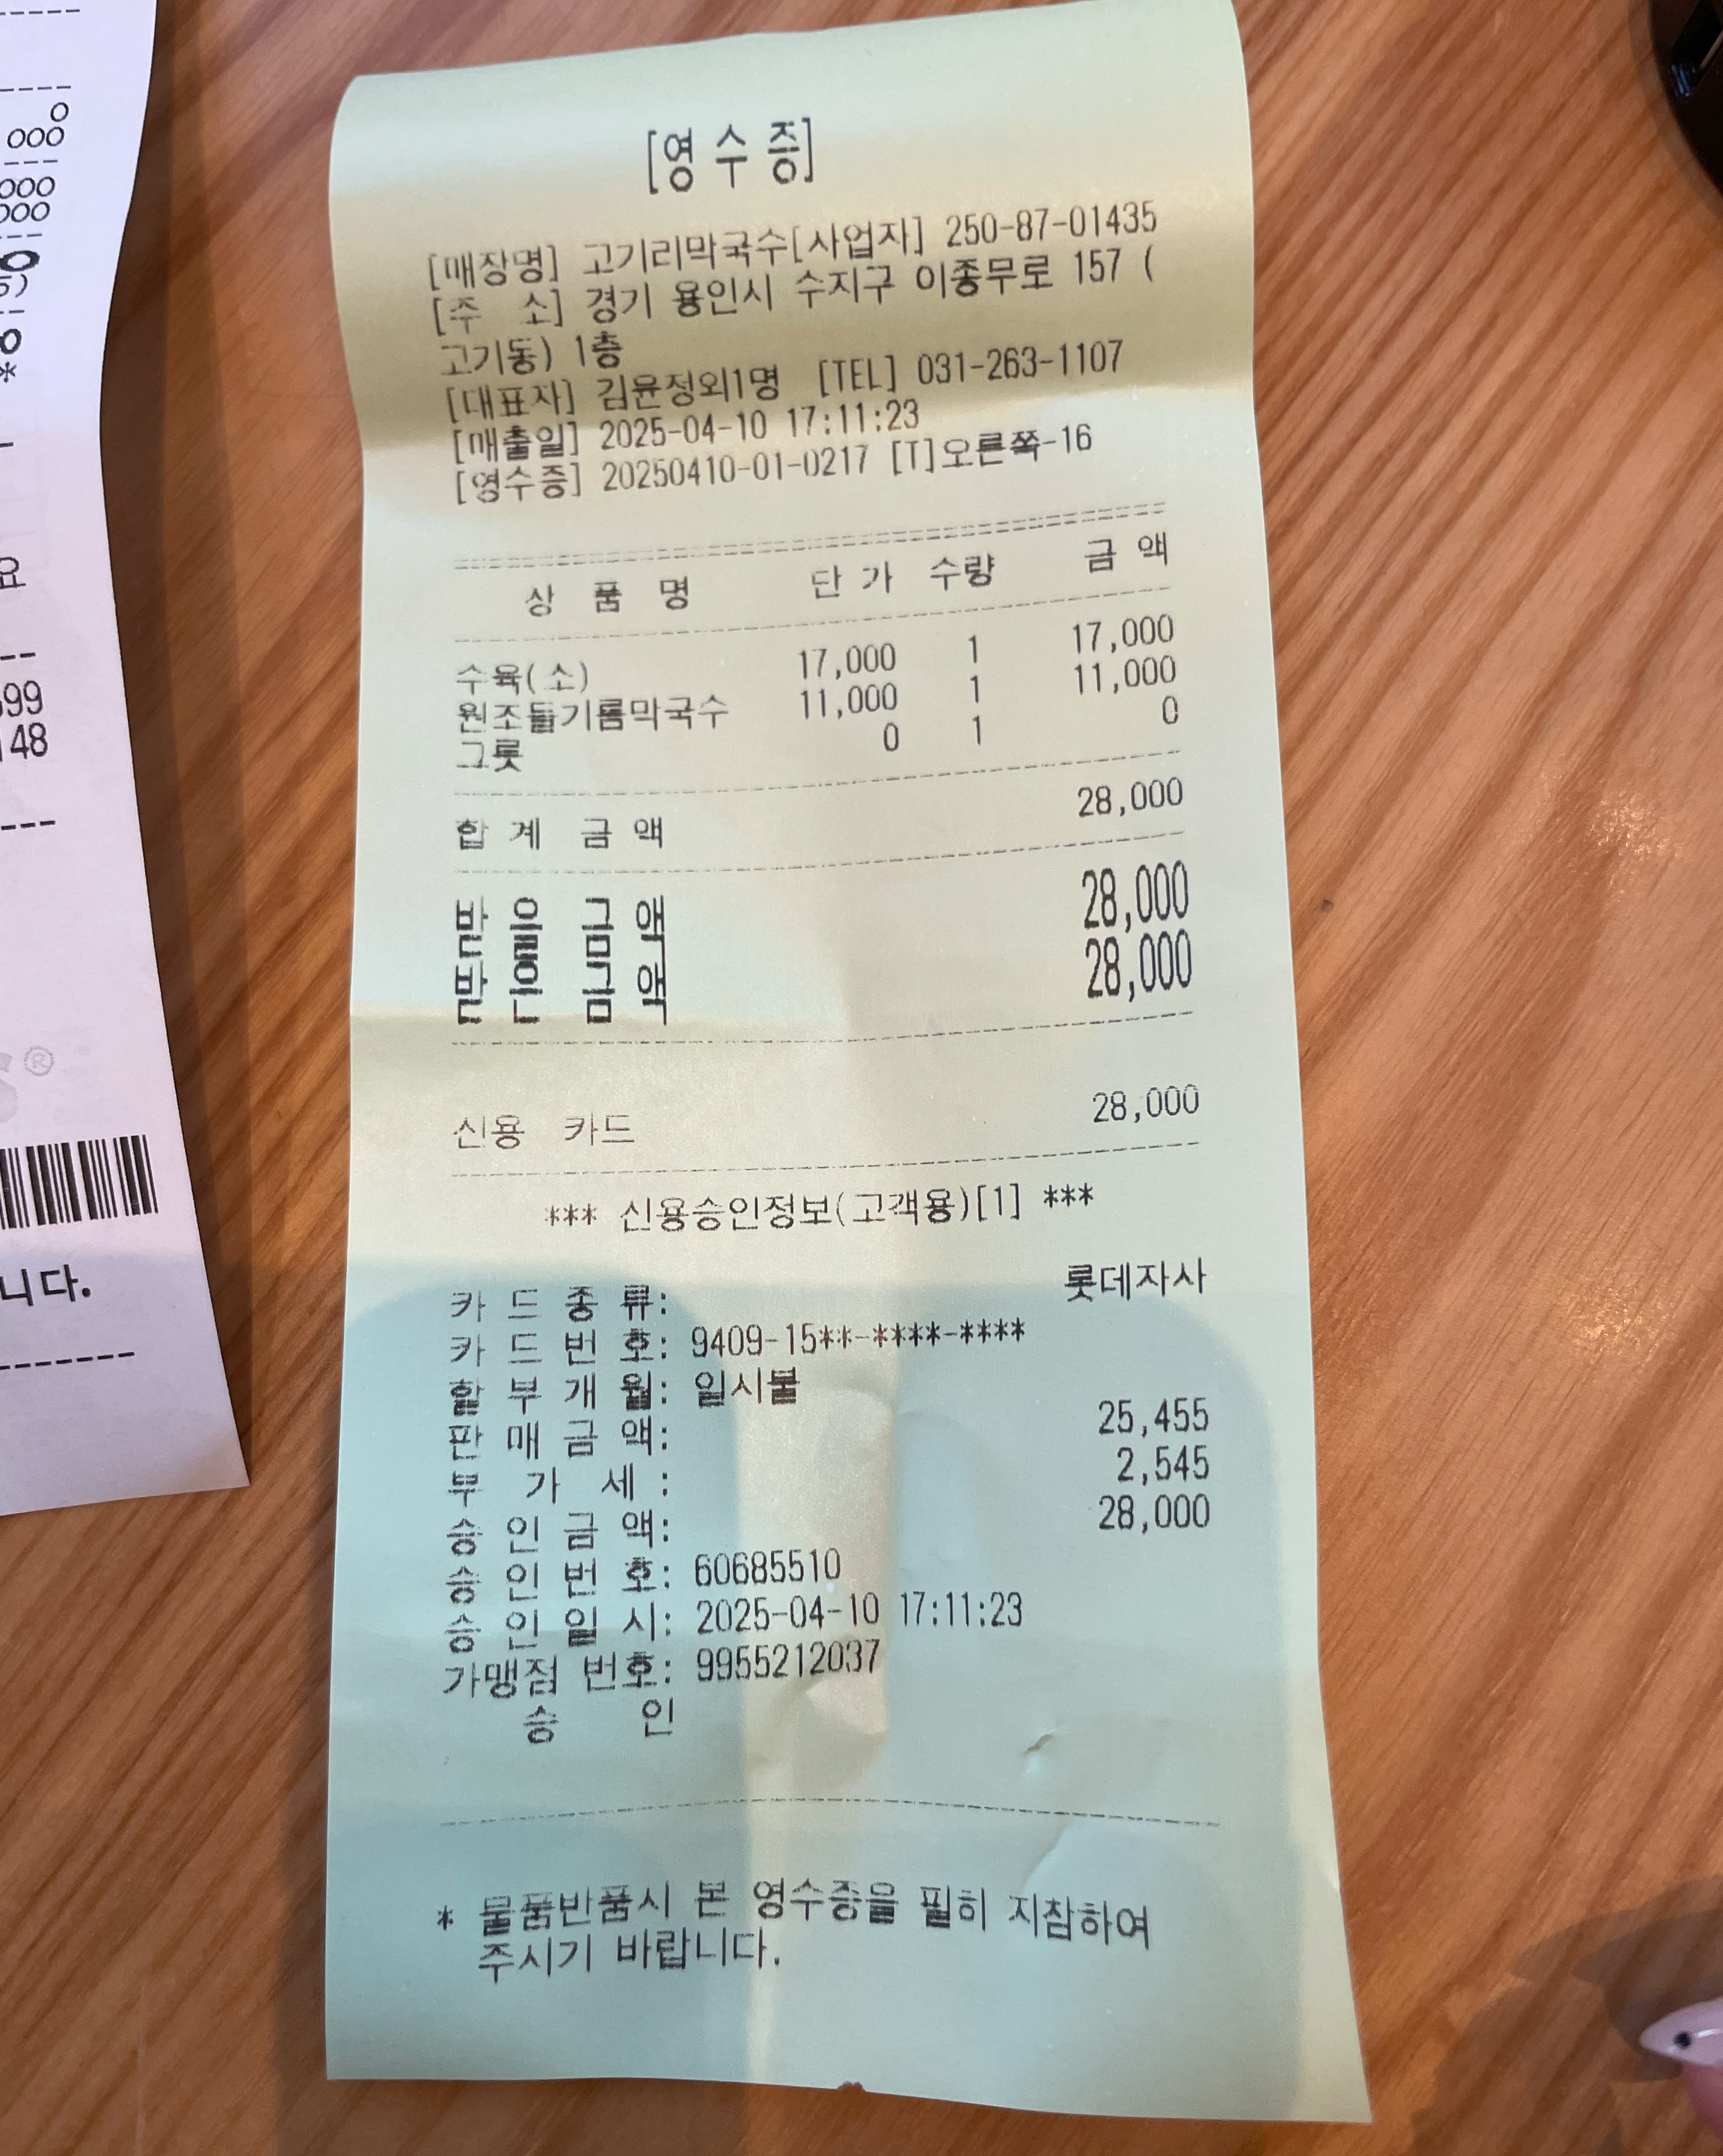 [영 수 증]
[매장명] 고기리막국수[사업자] 250-87-01435
[주   소] 경기 용인시 수지구 이종무로 157 (
고기동) 1층
[대표자] 김윤정외1명  [TEL] 031-263-1107
[매출일] 2025-04-10 17:11:23
[영수증] 20250410-01-0217 [T]오른쪽-16
상 품 명 단 가 수량 금 액
수육(소) 17,000 1 17,000
원조들기름막국수 11,000 1 11,000
그릇 0 1 0
합 계 금 액 28,000
받 을 금 액 28,000
받 은 금 액 28,000
신용 카드 28,000
*** 신용승인정보(고객용)[1] ***
카 드 종 류: 롯데자사
카 드 번 호: 9409-15**-****-****
할 부 개 월: 일시불
판 매 금 액: 25,455
부 가 세 : 2,545
승 인 금 액: 28,000
승 인 번 호: 60685510
승 인 일 시: 2025-04-10 17:11:23
가맹점 번호: 9955212037
승 인
* 물품반품시 본 영수증을 필히 지참하여
주시기 바랍니다.
000
000
000
요
699
148
®
니다.